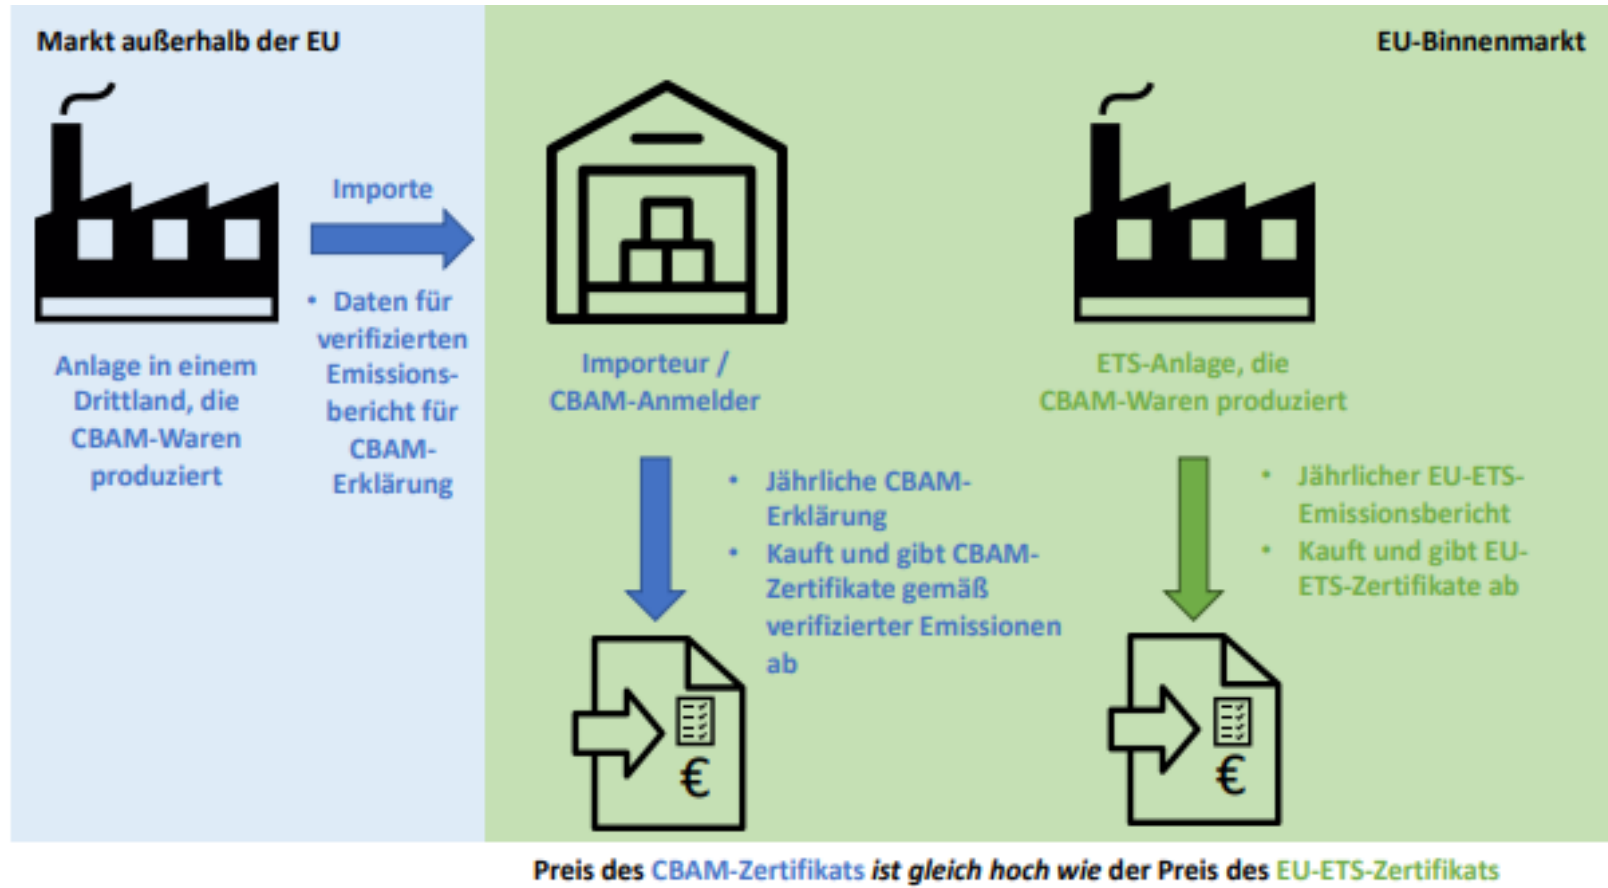 Markt außerhalb der EU
EU-Binnenmarkt
Importe
• Daten für
verifizierten
Emissions-
bericht für
CBAM-
Erklärung
Anlage in einem
Drittland, die
CBAM-Waren
produziert
Importeur /
CBAM-Anmelder
ETS-Anlage, die
CBAM-Waren produziert
• Jährliche CBAM-
Erklärung
• Kauft und gibt CBAM-
Zertifikate gemäß
verifizierter Emissionen
ab
• Jährlicher EU-ETS-
Emissionsbericht
• Kauft und gibt EU-
ETS-Zertifikate ab
€
€
Preis des CBAM-Zertifikats ist gleich hoch wie der Preis des EU-ETS-Zertifikats